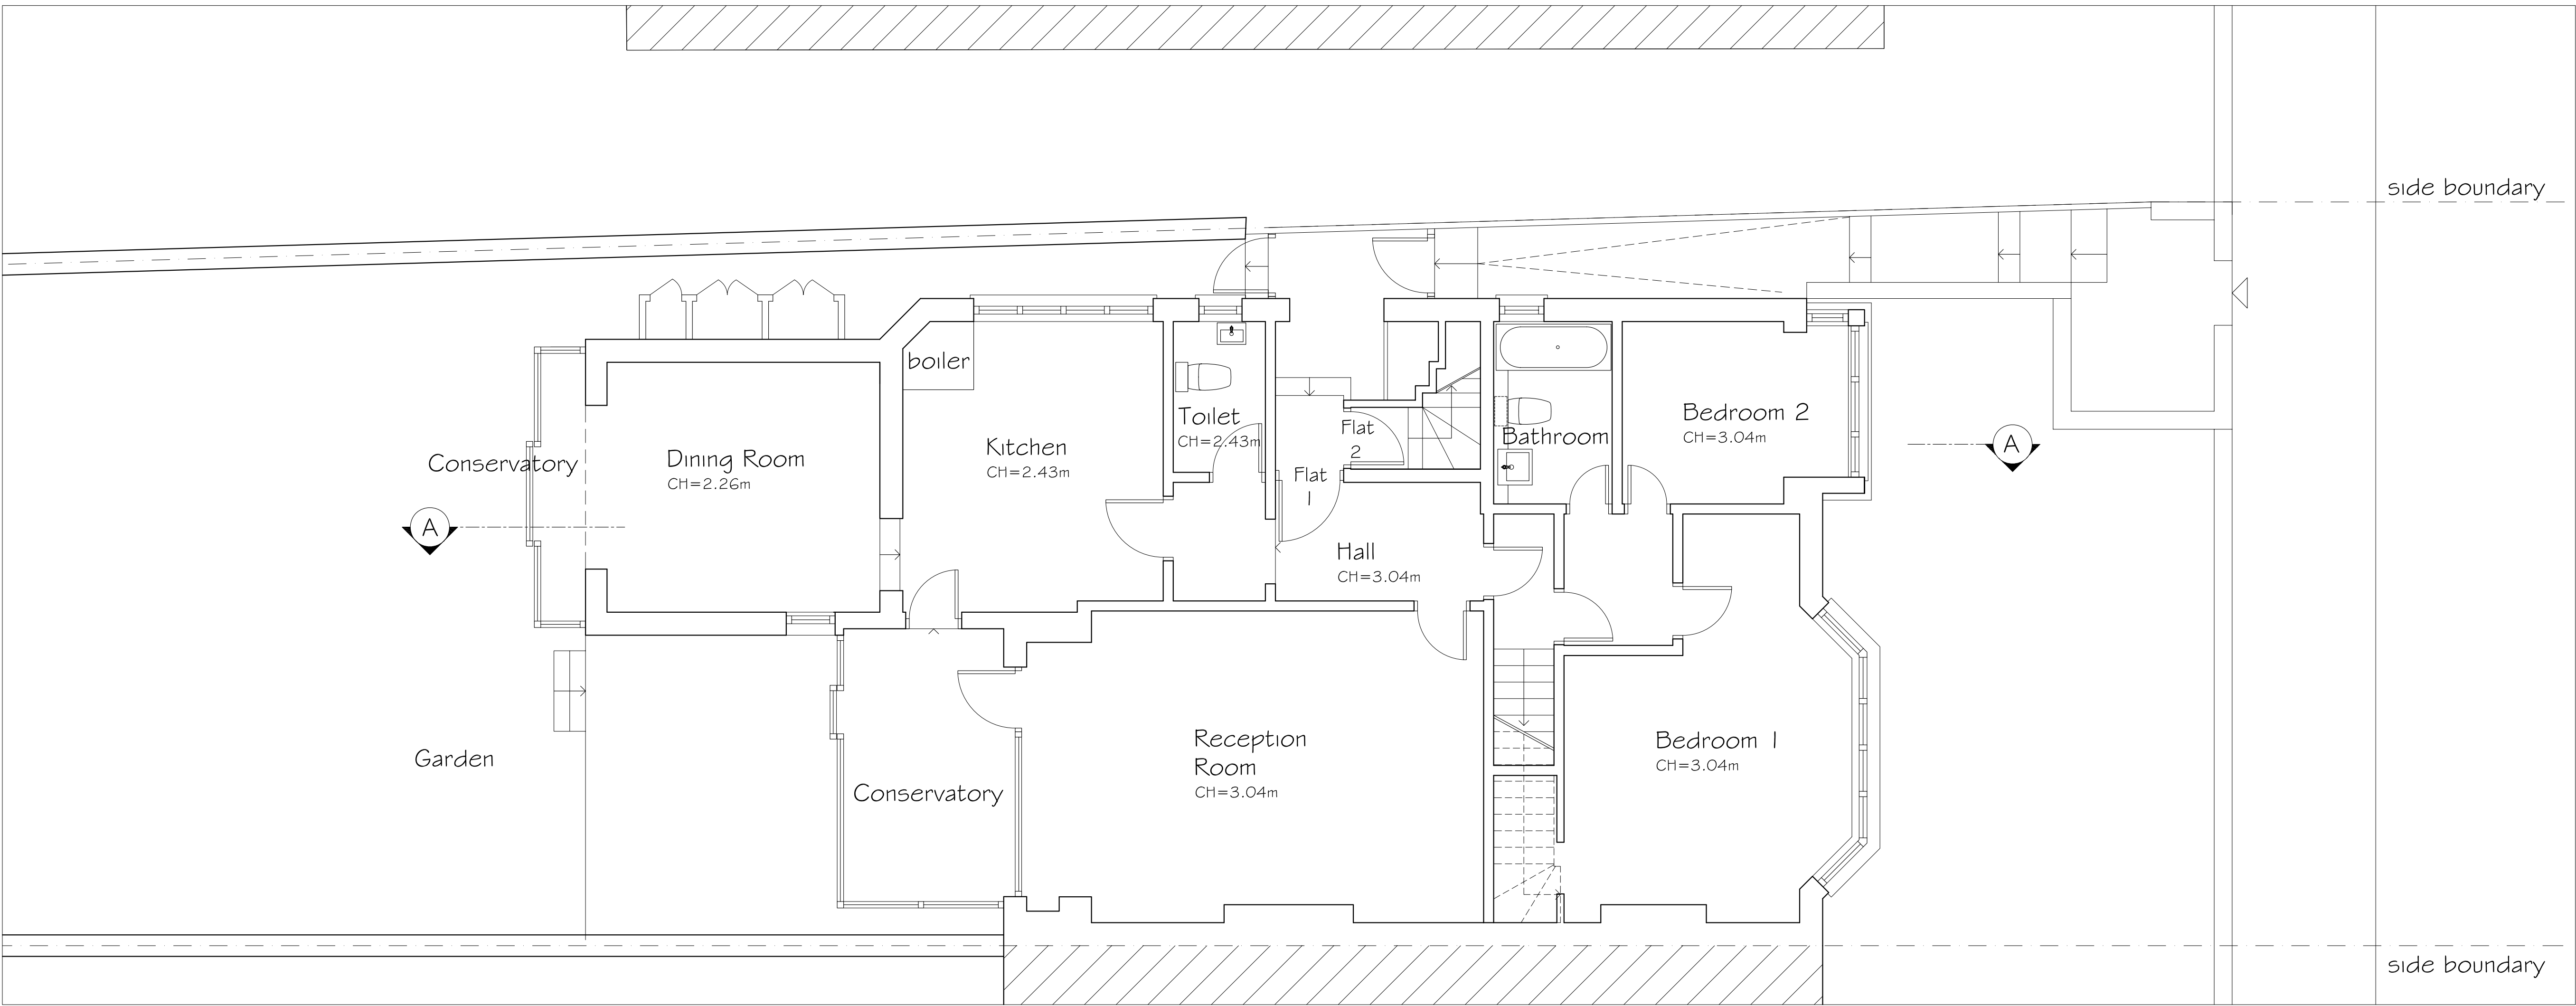 side boundary
boiler
Toilet
CH=2.43m
Flat
2
Bathroom
Bedroom 2
CH=3.04m
A
Conservatory
Dining Room
CH=2.26m
Kitchen
CH=2.43m
Flat
1
A
Hall
CH=3.04m
Garden
Conservatory
Reception
Room
CH=3.04m
Bedroom 1
CH=3.04m
side boundary